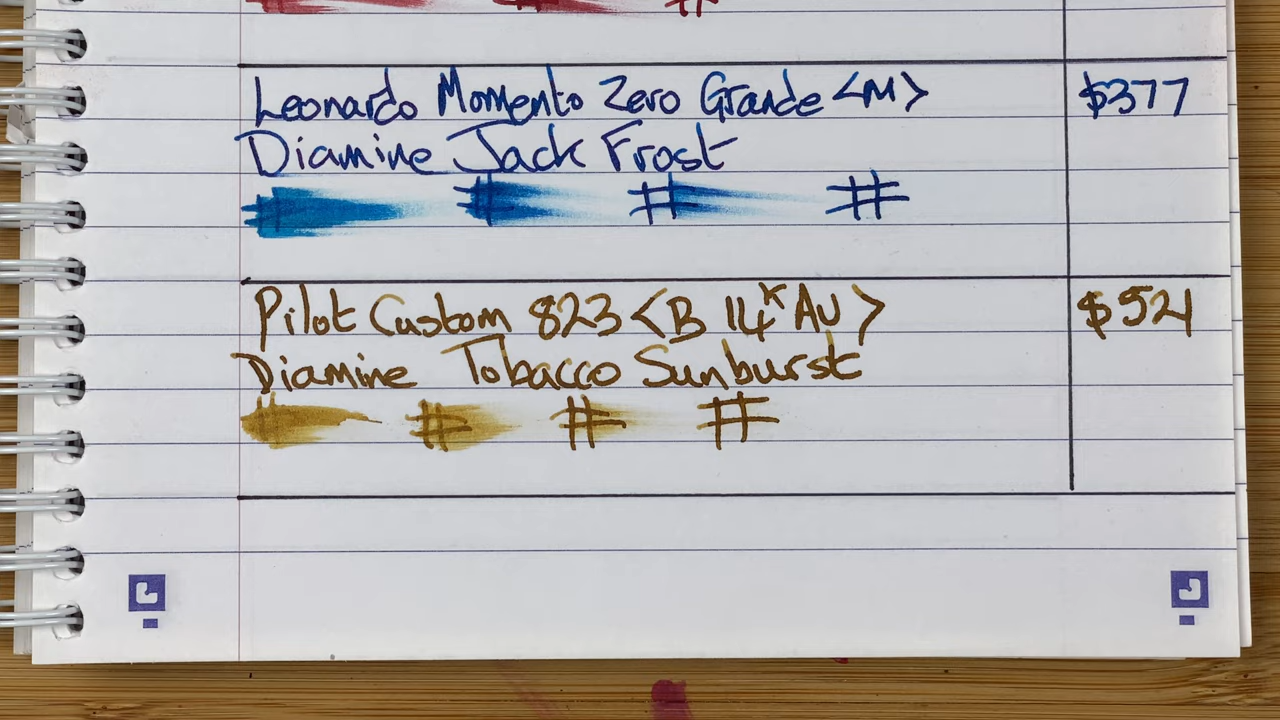 Leonardo Momento Zero Grande <M> $377
Diamine Jack Frost
# # # #
Pilot Custom 823 <B 14K Au> $521
Diamine Tobacco Sunburst
# # # #